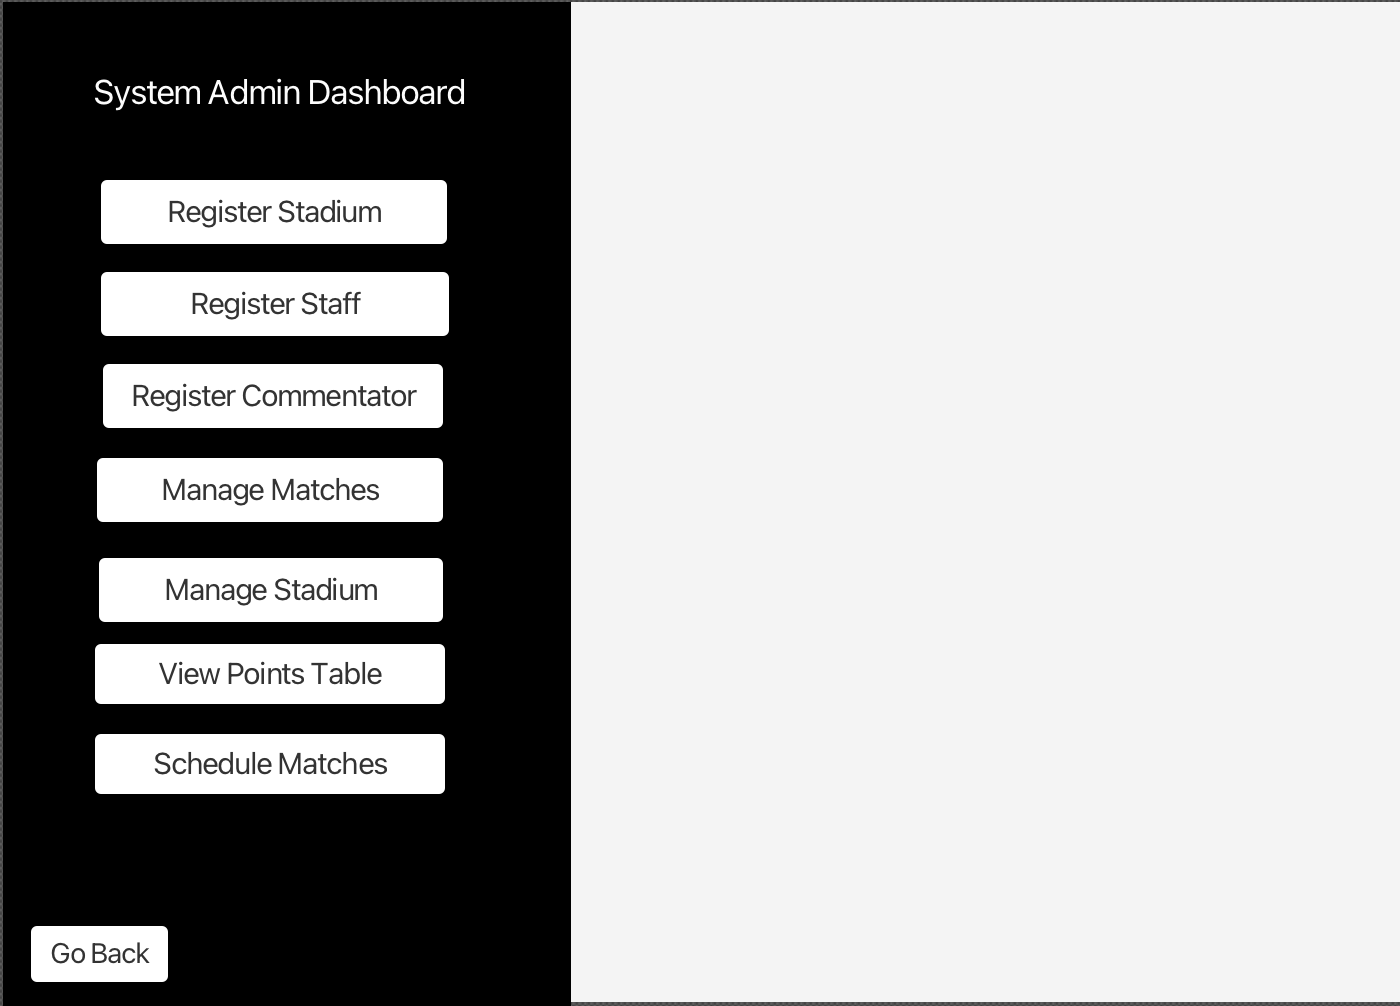 System Admin Dashboard
Register Stadium
Register Staff
Register Commentator
Manage Matches
Manage Stadium
View Points Table
Schedule Matches
Go Back